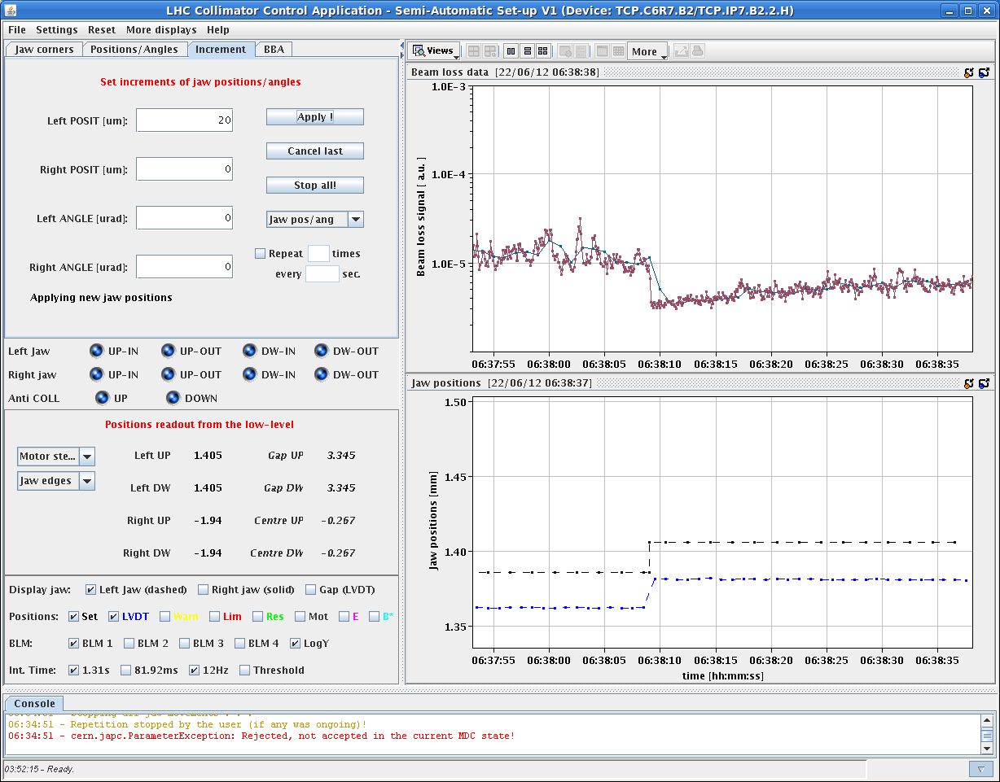 LHC Collimator Control Application - Semi-Automatic Set-up V1 (Device: TCP.C6R7.B2/TCP.IP7.B2.2.H)
File Settings Reset More displays Help
Jaw corners Positions/Angles Increment BBA
Set increments of jaw positions/angles
Left POSIT [um]: 20 Apply !
Cancel last
Right POSIT [um]: 0
Stop all!
Left ANGLE [urad]: 0 Jaw pos/ang
Repeat times
Right ANGLE [urad]: 0
every sec.
Applying new jaw positions
Left Jaw UP-IN UP-OUT DW-IN DW-OUT
Right jaw UP-IN UP-OUT DW-IN DW-OUT
Anti COLL UP DOWN
Positions readout from the low-level
Motor ste... Left UP 1.405 Gap UP 3.345
Jaw edges Left DW 1.405 Gap DW 3.345
Right UP -1.94 Centre UP -0.267
Right DW -1.94 Centre DW -0.267
Display jaw: Left Jaw (dashed) Right jaw (solid) Gap (LVDT)
Positions: Set LVDT Warn Lim Res Mot E B*
BLM: BLM 1 BLM 2 BLM 3 BLM 4 LogY
Int. Time: 1.31s 81.92ms 12Hz Threshold
Views More
Beam loss data [22/06/12 06:38:38]
1.0E-3
1.0E-4
1.0E-5
Beam loss signal [ a.u. ]
06:37:55 06:38:00 06:38:05 06:38:10 06:38:15 06:38:20 06:38:25 06:38:30 06:38:35
Jaw positions [22/06/12 06:38:37]
1.50
1.45
1.40
1.35
Jaw positions [mm]
06:37:55 06:38:00 06:38:05 06:38:10 06:38:15 06:38:20 06:38:25 06:38:30 06:38:35
time [hh:mm:ss]
Console
06:34:51 - Stopping all jaw movements . . .
06:34:51 - Repetition stopped by the user (if any was ongoing)!
06:34:51 - cern.japc.ParameterException: Rejected, not accepted in the current MDC state!
03:52:15 - Ready.